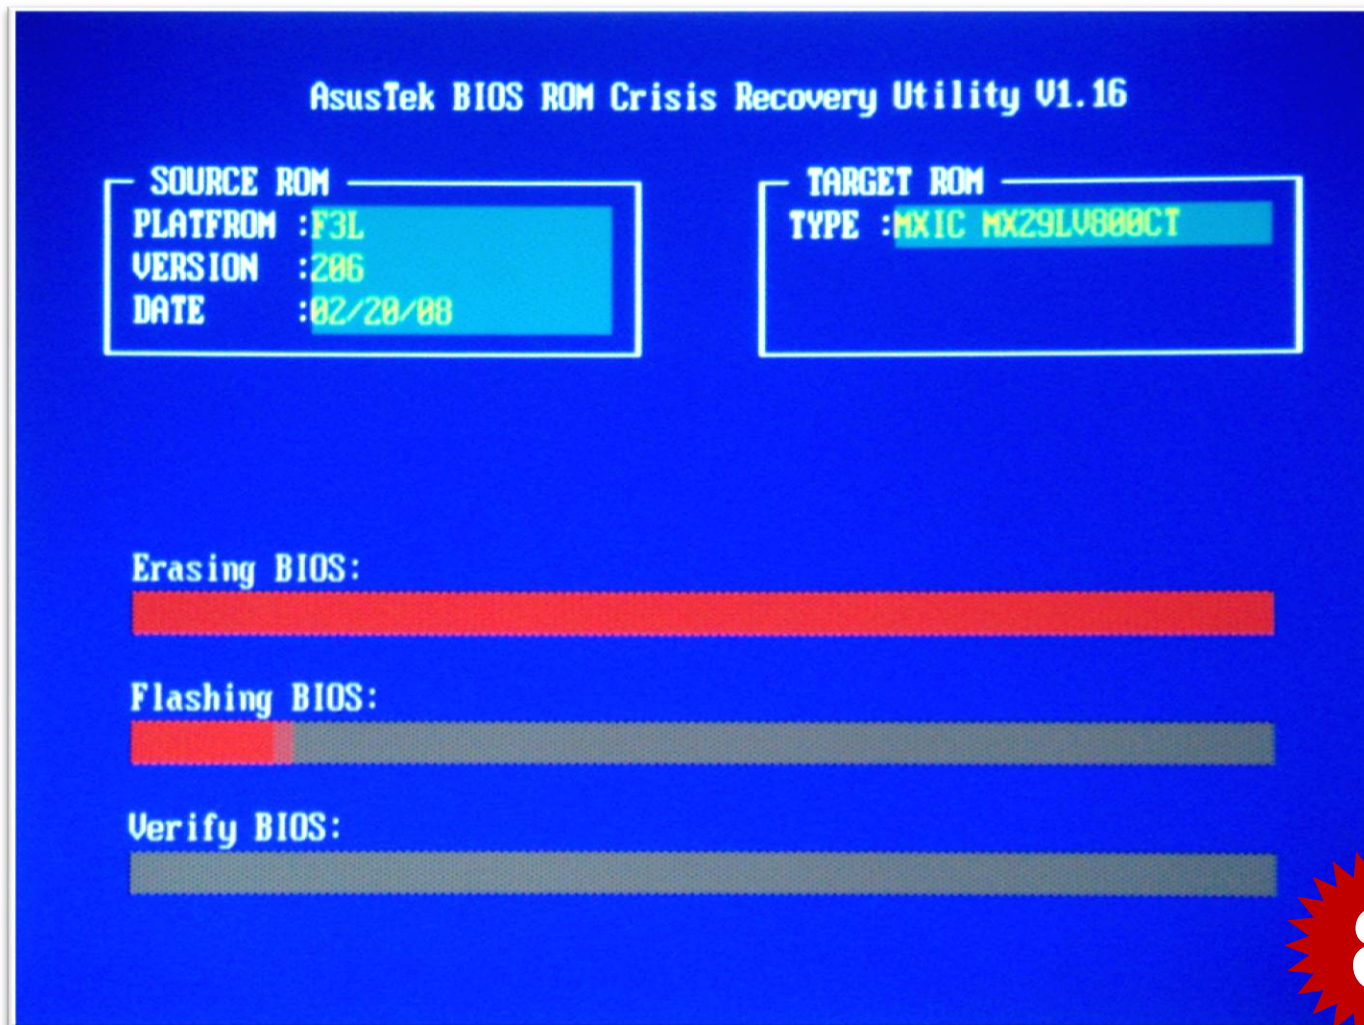 AsusTek BIOS ROM Crisis Recovery Utility V1.16
SOURCE ROM
PLATFROM :F3L
VERSION :206
DATE :02/20/08
TARGET ROM
TYPE :MXIC MX29LV800CT
Erasing BIOS:
Flashing BIOS:
Verify BIOS: